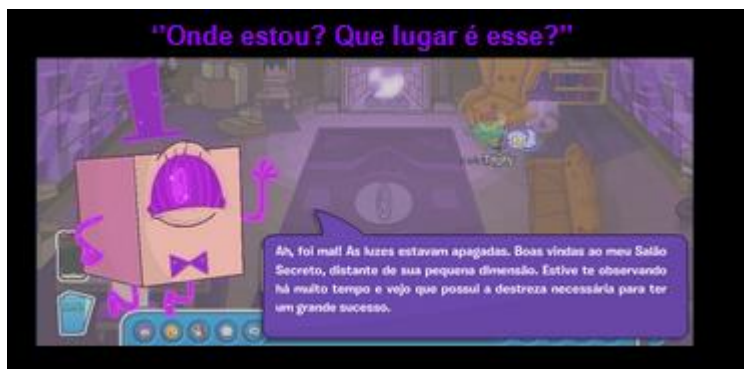 ‘’Onde estou? Que lugar é esse?’’
Ah, foi mal! As luzes estavam apagadas. Boas vindas ao meu Salão
Secreto, distante de sua pequena dimensão. Estive te observando
há muito tempo e vejo que possui a destreza necessária para ter
um grande sucesso.